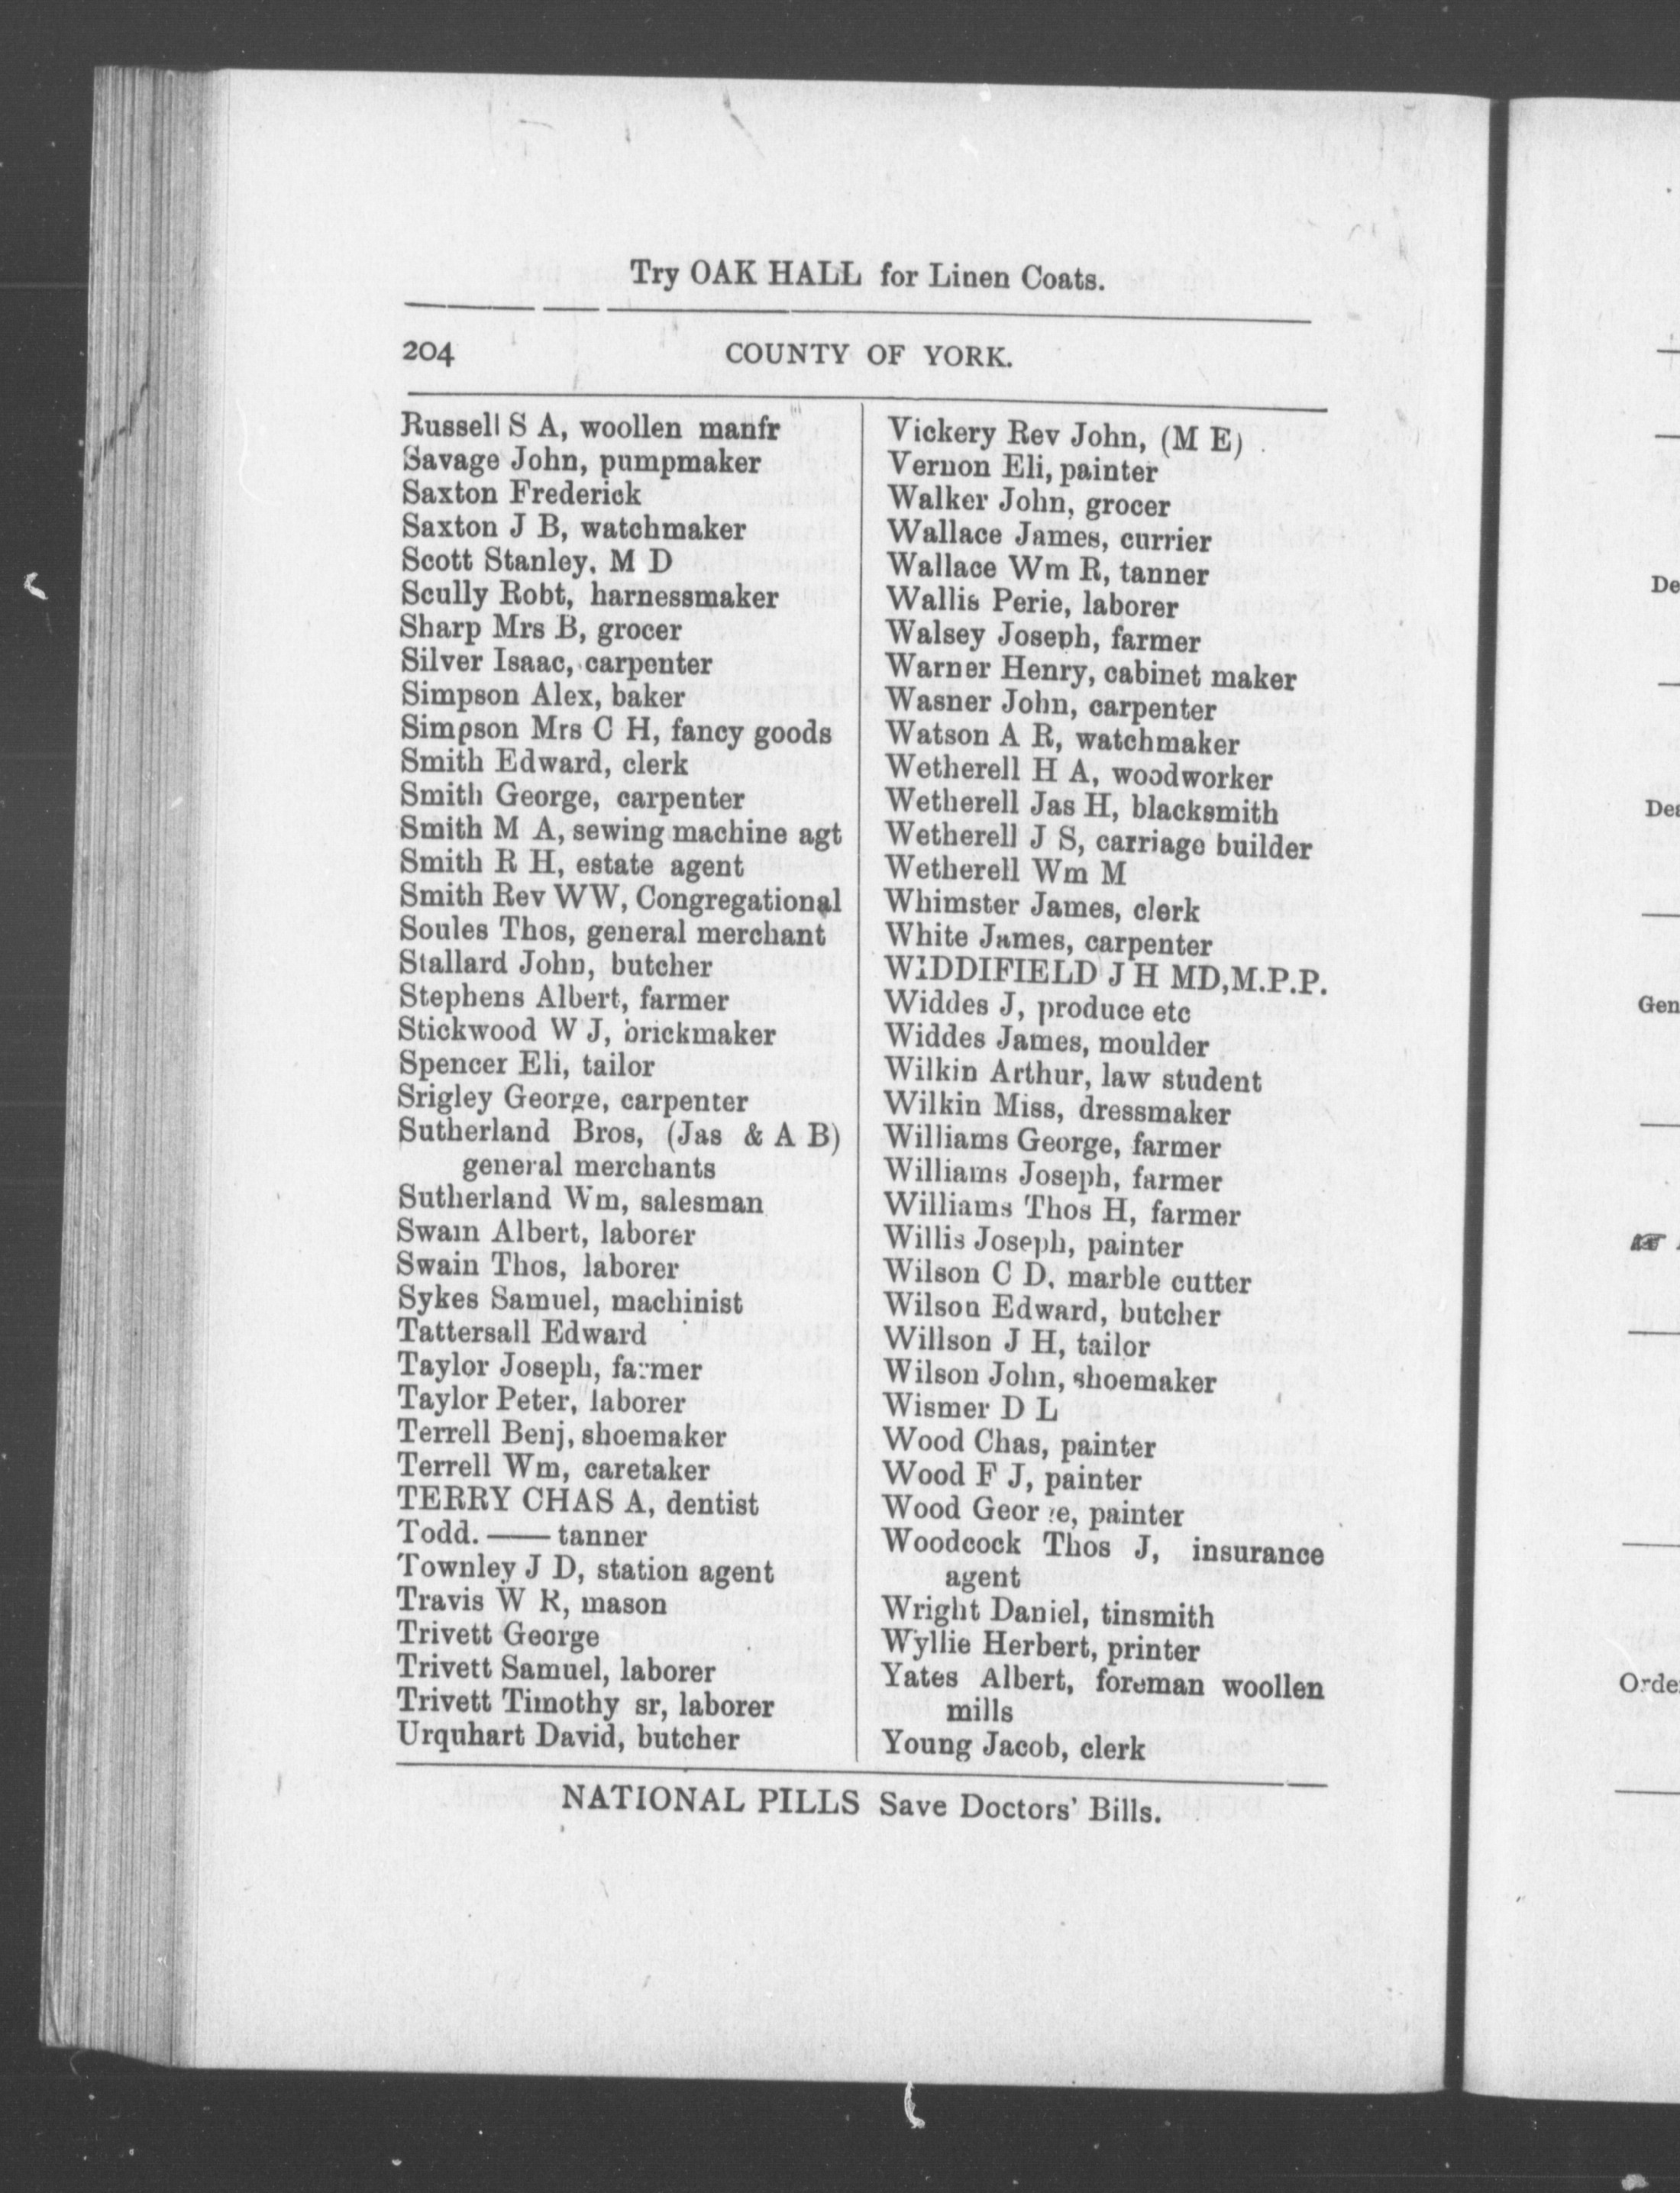 Try OAK HALL for Linen Coats.
204
COUNTY OF YORK.
Russell S A, woollen manfr
Savage John, pumpmaker
Saxton Frederick
Saxton J B, watchmaker
Scott Stanley, M D
Scully Robt, harnessmaker
Sharp Mrs B, grocer
Silver Isaac, carpenter
Simpson Alex, baker
Simpson Mrs C H, fancy goods
Smith Edward, clerk
Smith George, carpenter
Smith M A, sewing machine agt
Smith R H, estate agent
Smith Rev W W, Congregational
Soules Thos, general merchant
Stallard John, butcher
Stephens Albert, farmer
Stickwood W J, brickmaker
Spencer Eli, tailor
Srigley George, carpenter
Sutherland Bros, (Jas & A B)
general merchants
Sutherland Wm, salesman
Swain Albert, laborer
Swain Thos, laborer
Sykes Samuel, machinist
Tattersall Edward
Taylor Joseph, farmer
Taylor Peter, laborer
Terrell Benj, shoemaker
Terrell Wm, caretaker
TERRY CHAS A, dentist
Todd. —— tanner
Townley J D, station agent
Travis W R, mason
Trivett George
Trivett Samuel, laborer
Trivett Timothy sr, laborer
Urquhart David, butcher
Vickery Rev John, (M E)
Vernon Eli, painter
Walker John, grocer
Wallace James, currier
Wallace Wm R, tanner
Wallis Perie, laborer
Walsey Joseph, farmer
Warner Henry, cabinet maker
Wasner John, carpenter
Watson A R, watchmaker
Wetherell H A, woodworker
Wetherell Jas H, blacksmith
Wetherell J S, carriage builder
Wetherell Wm M
Whimster James, clerk
White James, carpenter
WIDDIFIELD J H MD, M.P.P.
Widdes J, produce etc
Widdes James, moulder
Wilkin Arthur, law student
Wilkin Miss, dressmaker
Williams George, farmer
Williams Joseph, farmer
Williams Thos H, farmer
Willis Joseph, painter
Wilson C D, marble cutter
Wilson Edward, butcher
Willson J H, tailor
Wilson John, shoemaker
Wismer D L
Wood Chas, painter
Wood F J, painter
Wood George, painter
Woodcock Thos J, insurance
agent
Wright Daniel, tinsmith
Wyllie Herbert, printer
Yates Albert, foreman woollen
mills
Young Jacob, clerk
NATIONAL PILLS Save Doctors' Bills.